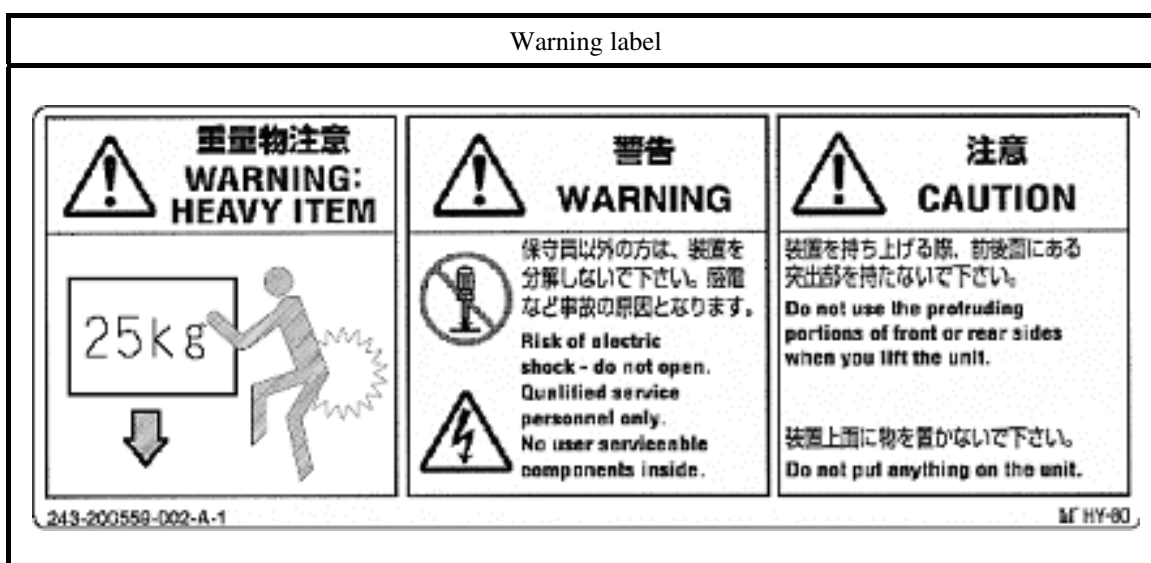 Warning label
重量物注意
WARNING:
HEAVY ITEM
25kg
警告
WARNING
保守員以外の方は、装置を
分解しないで下さい。感電
など事故の原因となります。
Risk of electric
shock - do not open.
Qualified service
personnel only.
No user serviceable
components inside.
注意
CAUTION
装置を持ち上げる際、前後面にある
突出部を持たないで下さい。
Do not use the protruding
portions of front or rear sides
when you lift the unit.
装置上面に物を置かないで下さい。
Do not put anything on the unit.
243-200559-002-A-1
HY-80